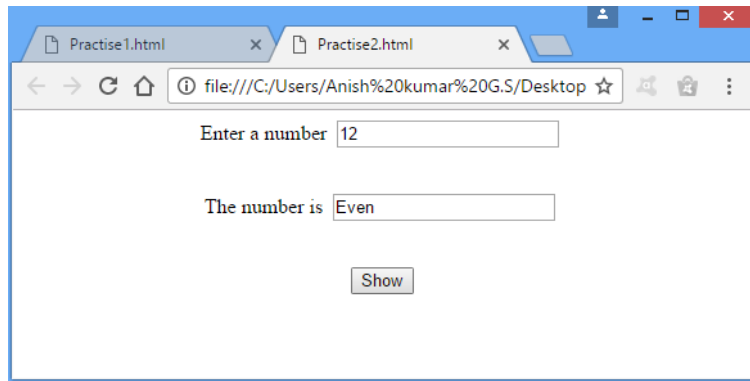 Practise1.html Practise2.html
file:///C:/Users/Anish%20kumar%20G.S/Desktop
Enter a number 12
The number is Even
Show